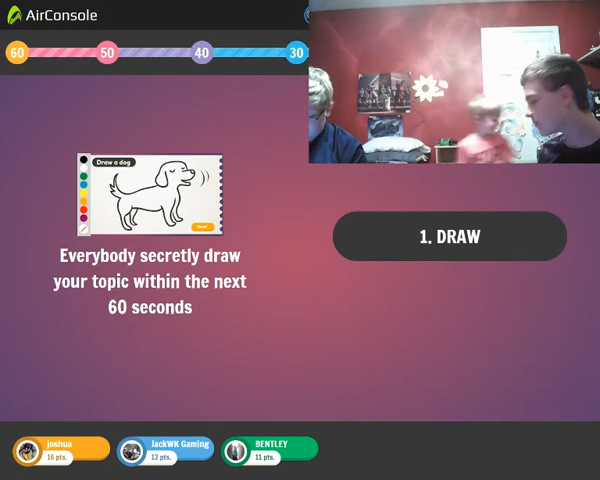 AirConsole
60 50 40 30
Draw a dog
Everybody secretly draw
your topic within the next
60 seconds
1. DRAW
joshua
16 pts.
JackWK Gaming
12 pts.
BENTLEY
11 pts.